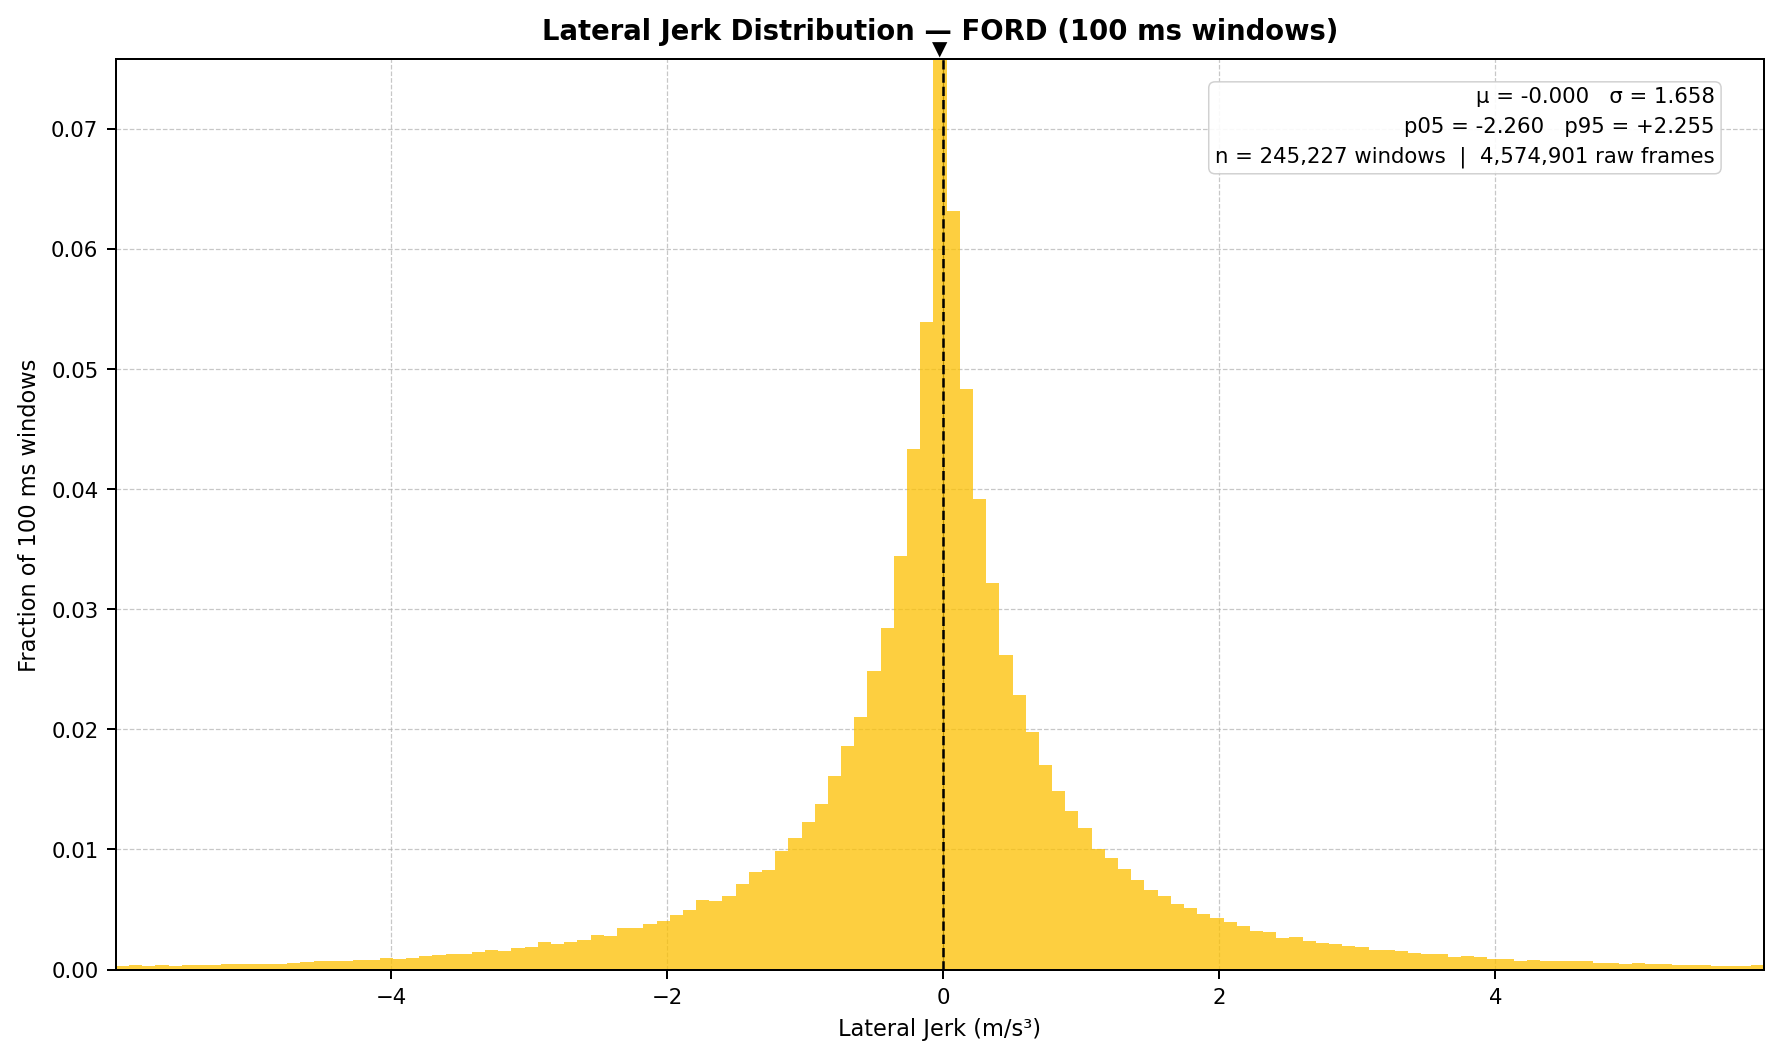 Lateral Jerk Distribution — FORD (100 ms windows)
μ = -0.000   σ = 1.658
p05 = -2.260   p95 = +2.255
n = 245,227 windows  |  4,574,901 raw frames
0.07
0.06
0.05
0.04
0.03
0.02
0.01
0.00
Fraction of 100 ms windows
−4
−2
0
2
4
Lateral Jerk (m/s³)